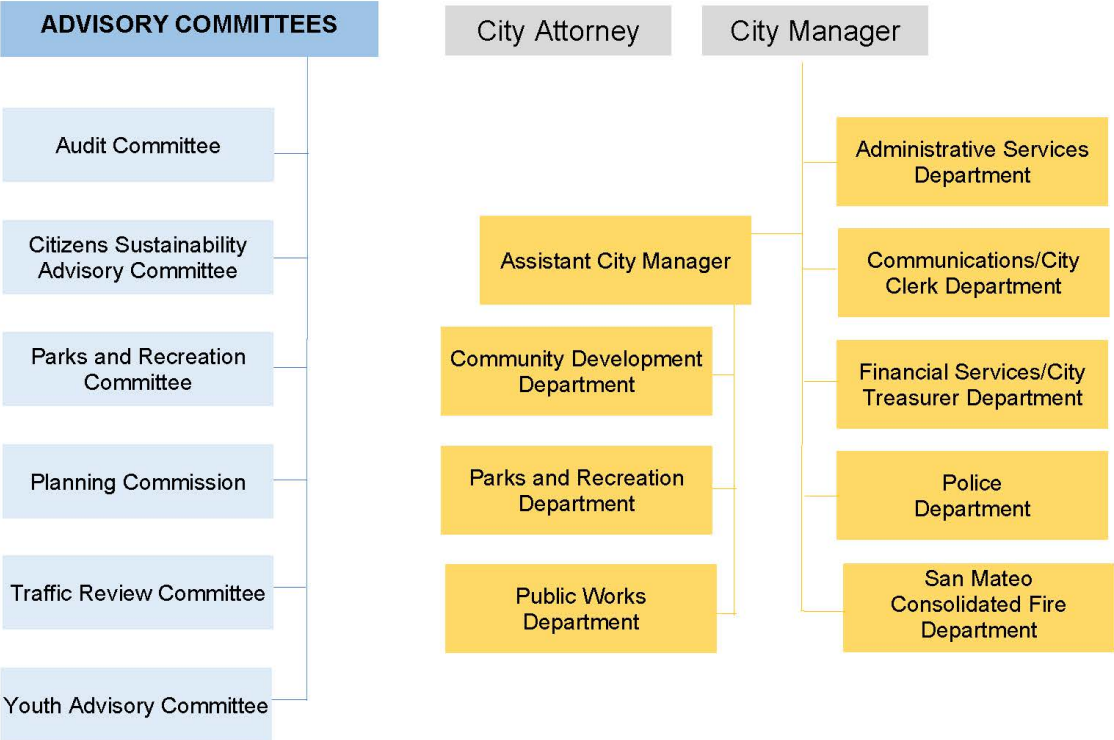 ADVISORY COMMITTEES
City Attorney
City Manager
Audit Committee
Citizens Sustainability
Advisory Committee
Parks and Recreation
Committee
Planning Commission
Traffic Review Committee
Youth Advisory Committee
Assistant City Manager
Community Development
Department
Parks and Recreation
Department
Public Works
Department
Administrative Services
Department
Communications/City
Clerk Department
Financial Services/City
Treasurer Department
Police
Department
San Mateo
Consolidated Fire
Department